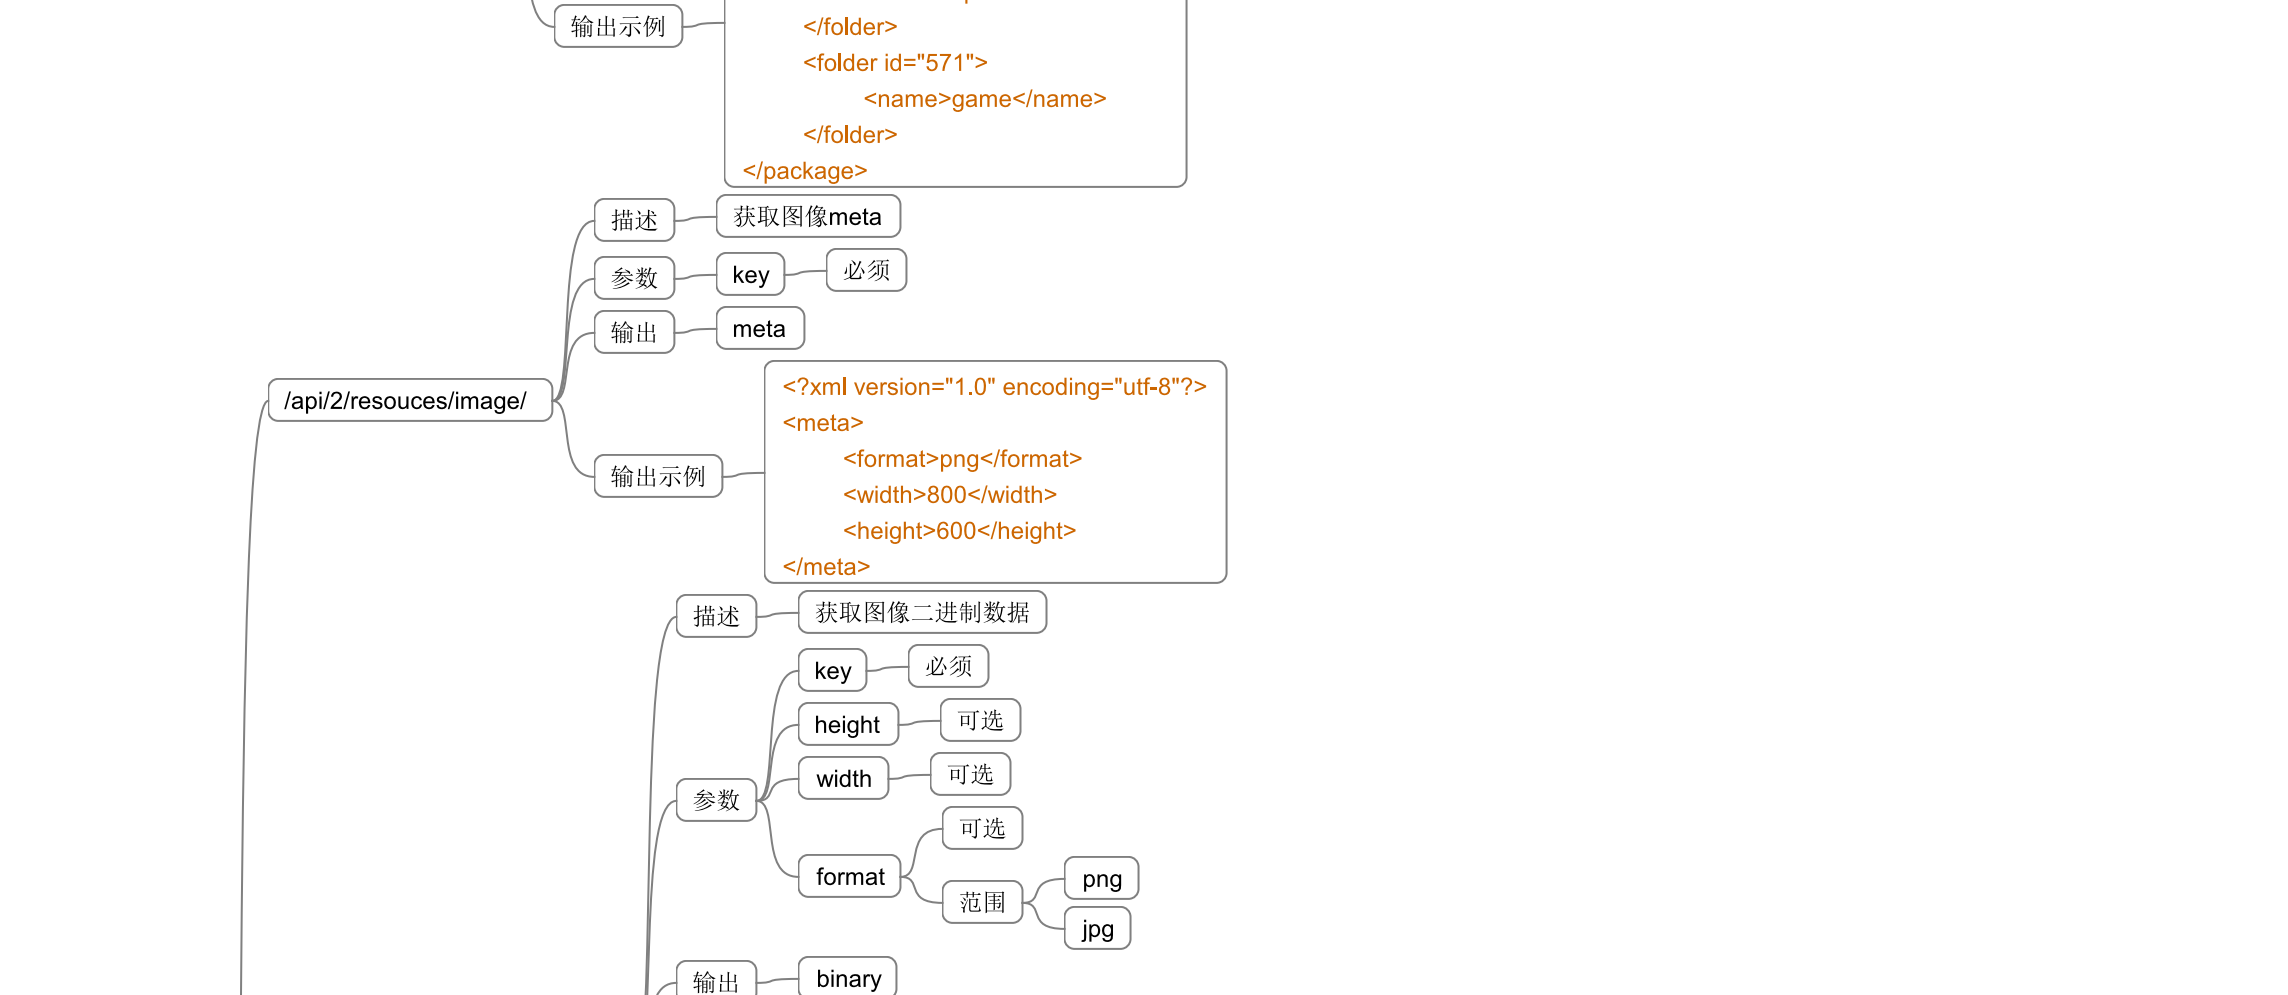 输出示例
</folder>
<folder id="571">
<name>game</name>
</folder>
</package>
描述
获取图像meta
参数
key
必须
输出
meta
/api/2/resouces/image/
输出示例
<?xml version="1.0" encoding="utf-8"?>
<meta>
<format>png</format>
<width>800</width>
<height>600</height>
</meta>
描述
获取图像二进制数据
参数
key
必须
height
可选
width
可选
format
可选
范围
png
jpg
输出
binary